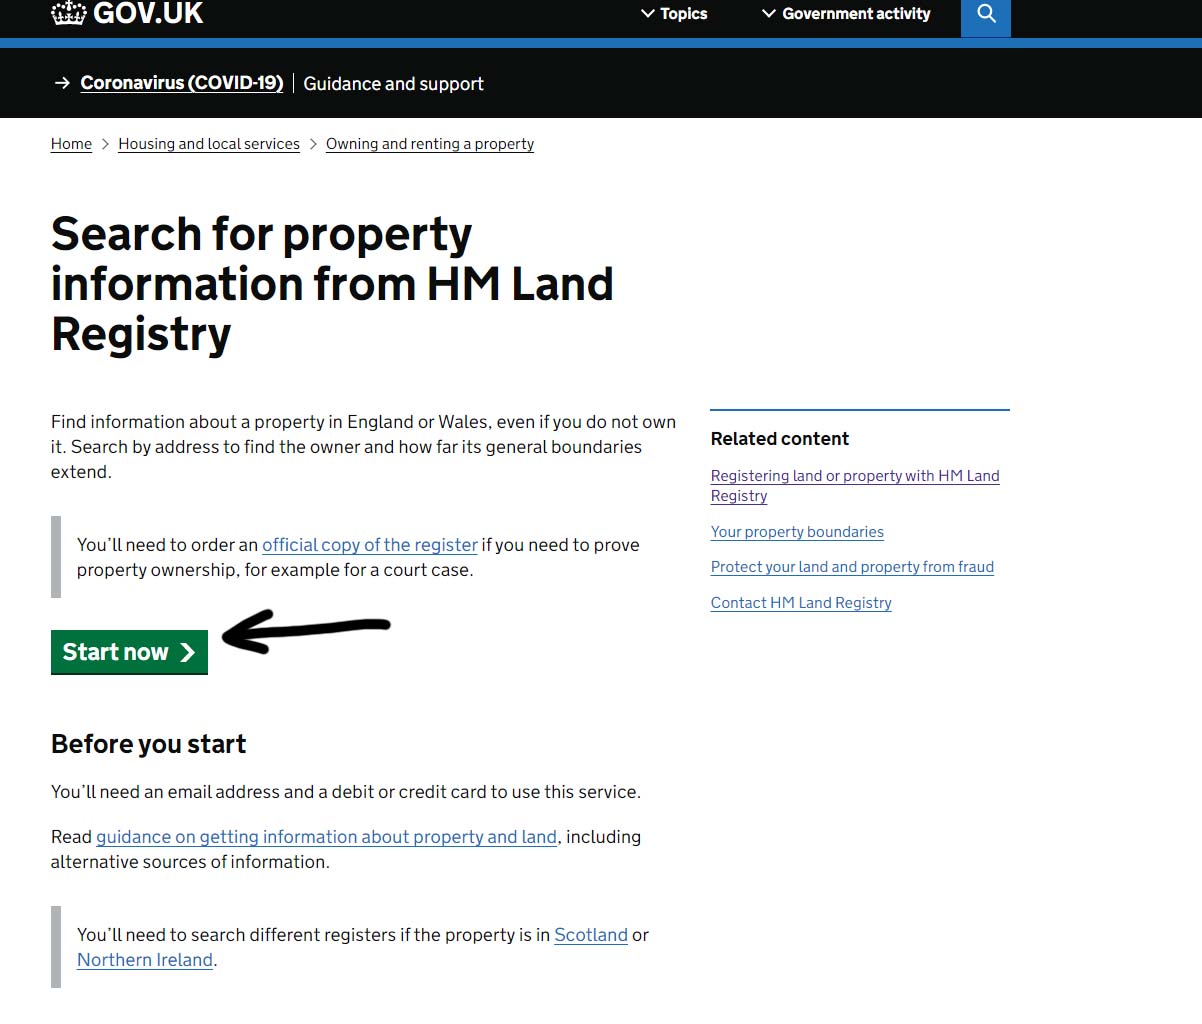 GOV.UK
Topics
Government activity
Coronavirus (COVID-19) Guidance and support
Home Housing and local services Owning and renting a property
Search for property
information from HM Land
Registry
Find information about a property in England or Wales, even if you do not own
it. Search by address to find the owner and how far its general boundaries
extend.
You’ll need to order an official copy of the register if you need to prove
property ownership, for example for a court case.
Start now
Before you start
You’ll need an email address and a debit or credit card to use this service.
Read guidance on getting information about property and land, including
alternative sources of information.
You’ll need to search different registers if the property is in Scotland or
Northern Ireland.
Related content
Registering land or property with HM Land
Registry
Your property boundaries
Protect your land and property from fraud
Contact HM Land Registry